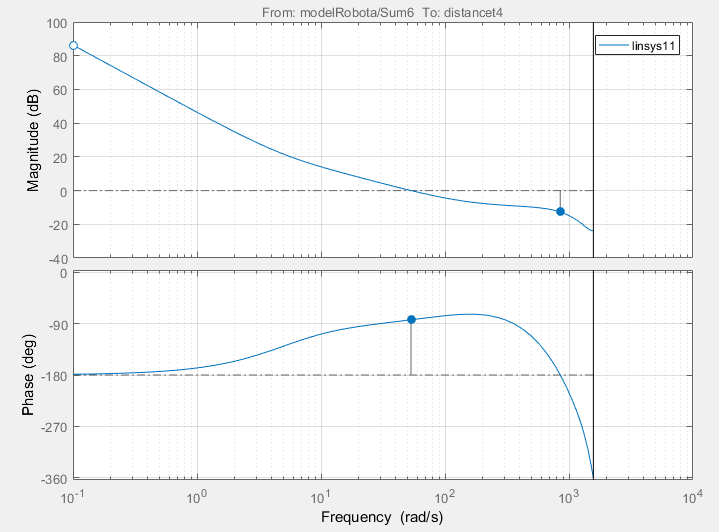 From: modelRobota/Sum6 To: distancet4
Magnitude (dB)
100
80
60
40
20
0
-20
-40
linsys11
Phase (deg)
0
-90
-180
-270
-360
10^-1 10^0 10^1 10^2 10^3 10^4
Frequency (rad/s)